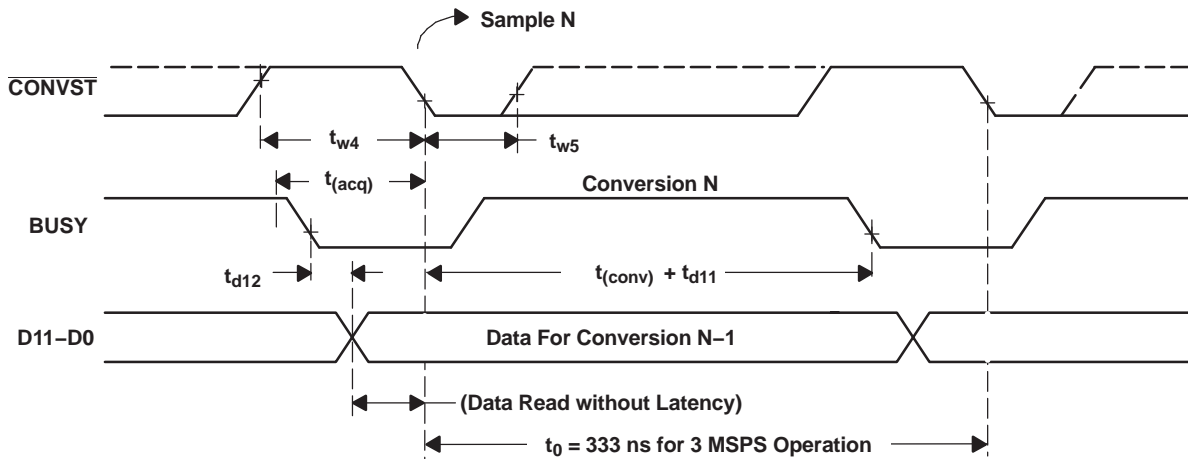 Sample N
CONVST
tw4
tw5
t(acq)
Conversion N
BUSY
td12
t(conv) + td11
D11–D0
Data For Conversion N–1
(Data Read without Latency)
t0 = 333 ns for 3 MSPS Operation